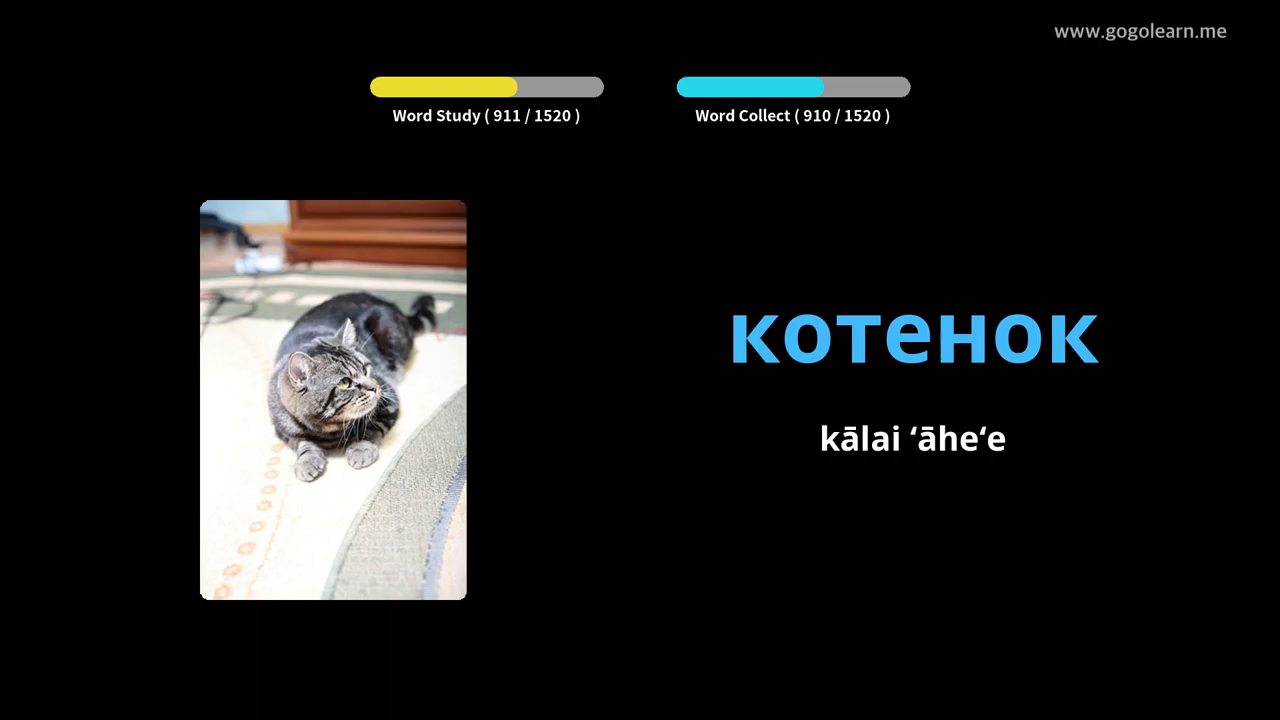 www.gogolearn.me
Word Study ( 911 / 1520 )
Word Collect ( 910 / 1520 )
котенок
kālai ʻāheʻe